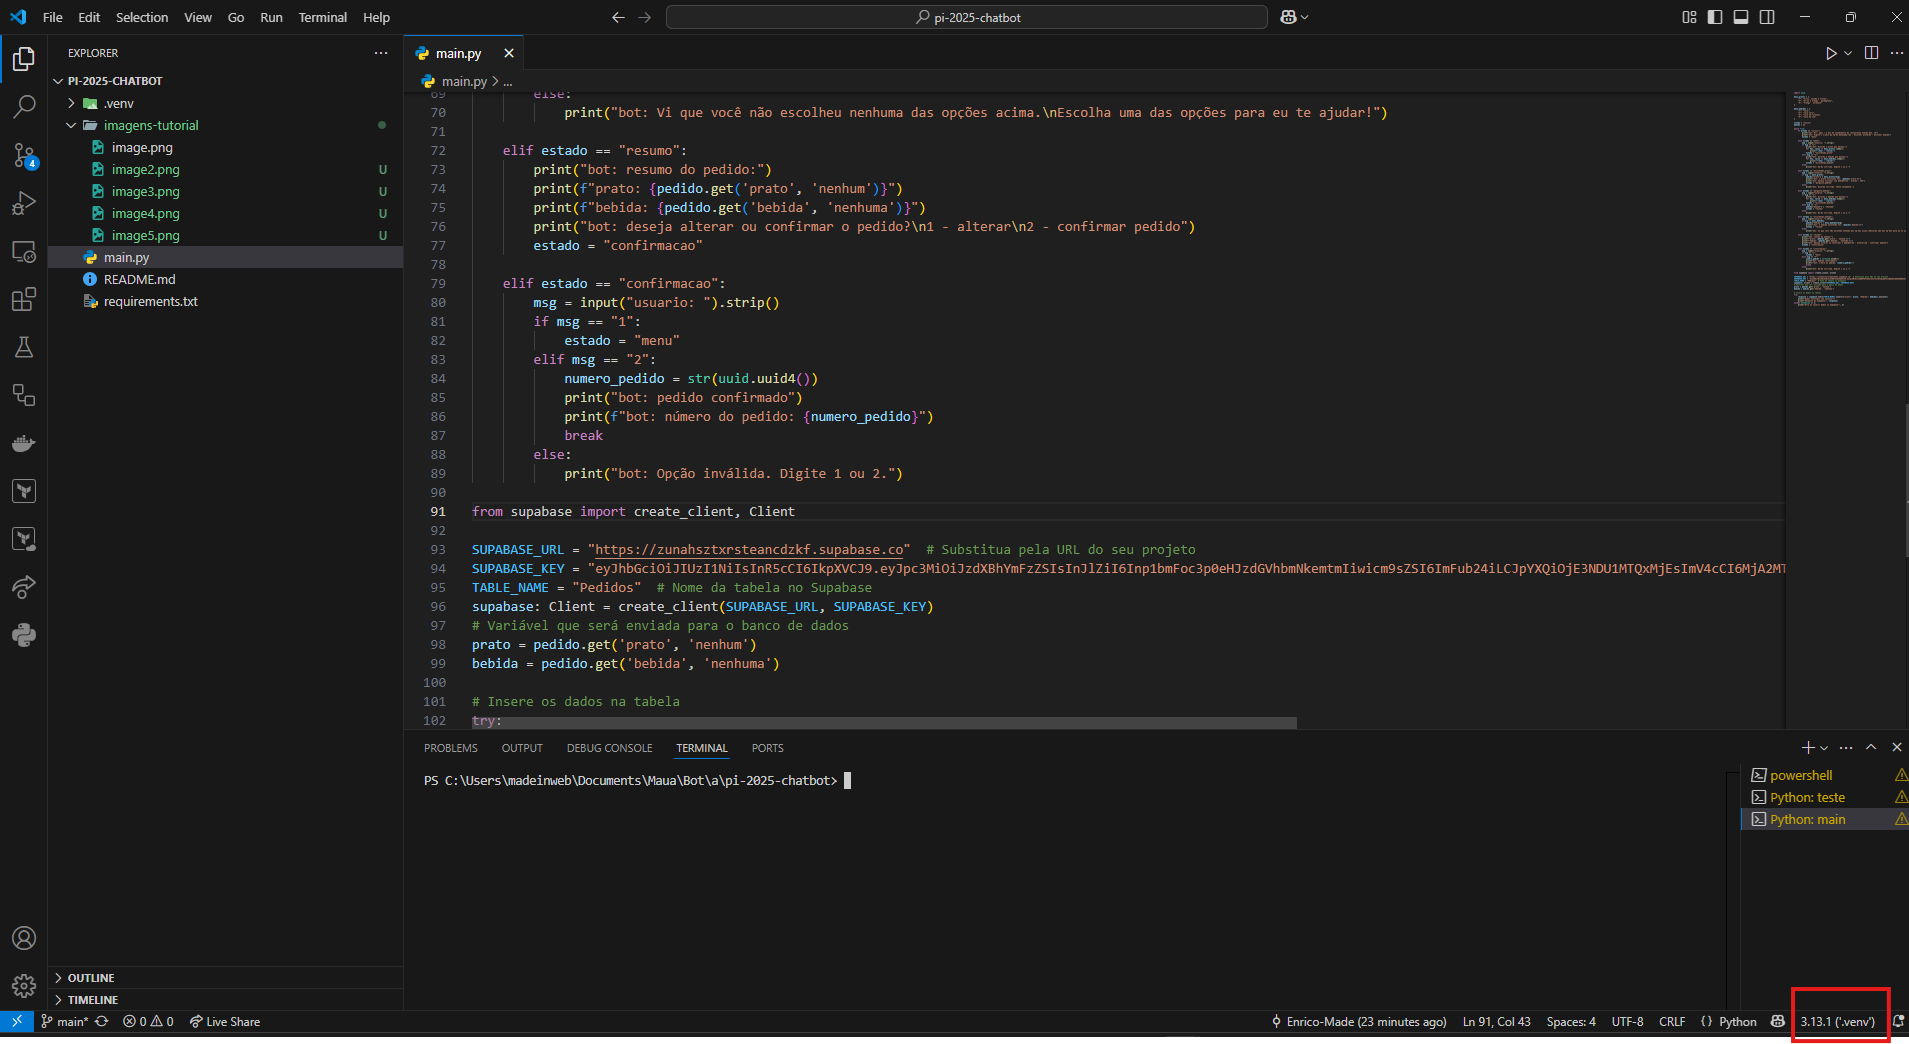 File Edit Selection View Go Run Terminal Help
pi-2025-chatbot
EXPLORER
PI-2025-CHATBOT
.venv
imagens-tutorial
image.png
image2.png U
image3.png U
image4.png U
image5.png U
main.py
README.md
requirements.txt
OUTLINE
TIMELINE
main.py
main.py > ...
69 else:
70 print("bot: Vi que você não escolheu nenhuma das opções acima.\nEscolha uma das opções para eu te ajudar!")
71
72 elif estado == "resumo":
73 print("bot: resumo do pedido:")
74 print(f"prato: {pedido.get('prato', 'nenhum')}")
75 print(f"bebida: {pedido.get('bebida', 'nenhuma')}")
76 print("bot: deseja alterar ou confirmar o pedido?\n1 - alterar\n2 - confirmar pedido")
77 estado = "confirmacao"
78
79 elif estado == "confirmacao":
80 msg = input("usuario: ").strip()
81 if msg == "1":
82 estado = "menu"
83 elif msg == "2":
84 numero_pedido = str(uuid.uuid4())
85 print("bot: pedido confirmado")
86 print(f"bot: número do pedido: {numero_pedido}")
87 break
88 else:
89 print("bot: Opção inválida. Digite 1 ou 2.")
90
91 from supabase import create_client, Client
92
93 SUPABASE_URL = "https://zunahsztxrsteancdzkf.supabase.co" # Substitua pela URL do seu projeto
94 SUPABASE_KEY = "eyJhbGciOiJIUzI1NiIsInR5cCI6IkpXVCJ9.eyJpc3MiOiJzdXBhYmFzZSIsInJlZiI6Inp1bmFoc3p0eHJzdGVhbmNkemtmIiwicm9sZSI6ImFub24iLCJpYXQiOjE3NDU1MTQxMjEsImV4cCI6MjA2MT
95 TABLE_NAME = "Pedidos" # Nome da tabela no Supabase
96 supabase: Client = create_client(SUPABASE_URL, SUPABASE_KEY)
97 # Variável que será enviada para o banco de dados
98 prato = pedido.get('prato', 'nenhum')
99 bebida = pedido.get('bebida', 'nenhuma')
100
101 # Insere os dados na tabela
102 try:
PROBLEMS OUTPUT DEBUG CONSOLE TERMINAL PORTS
PS C:\Users\madeinweb\Documents\Maua\Bot\a\pi-2025-chatbot>
powershell
Python: teste
Python: main
main* 0 0 Live Share Enrico-Made (23 minutes ago) Ln 91, Col 43 Spaces: 4 UTF-8 CRLF {} Python 3.13.1 ('.venv')
4